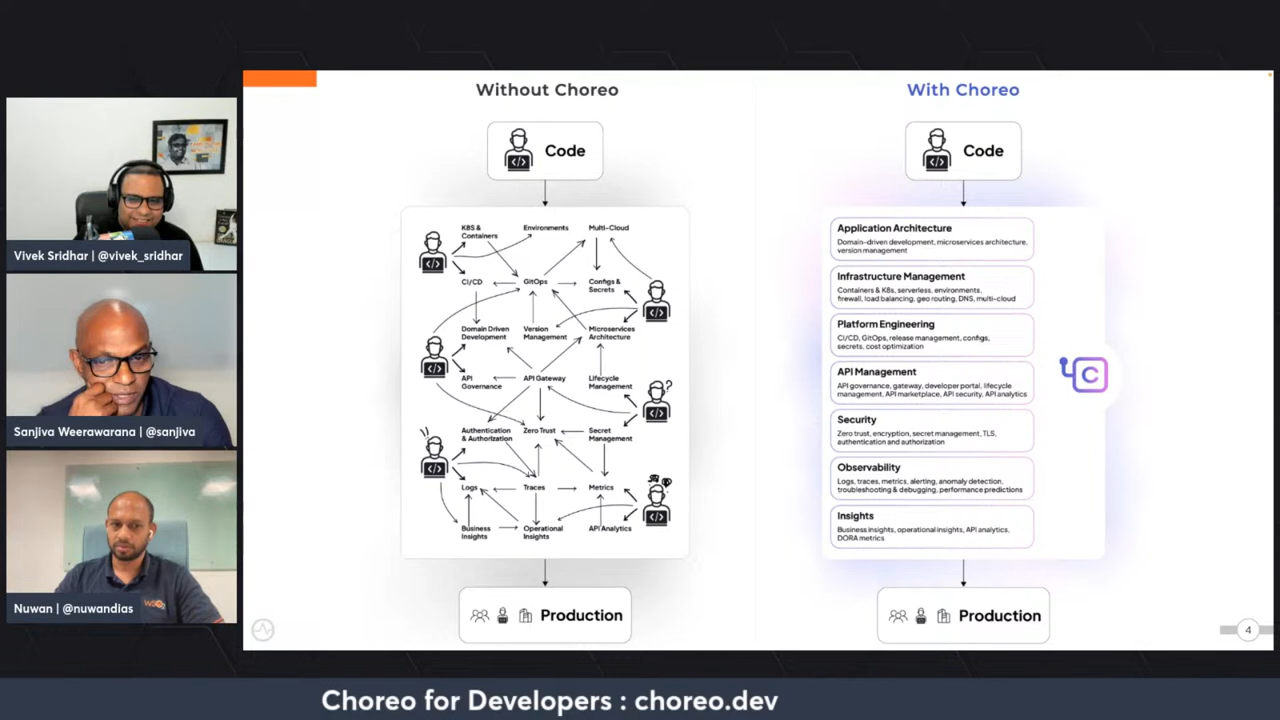 Vivek Sridhar | @vivek_sridhar
Sanjiva Weerawarana | @sanjiva
Nuwan | @nuwandias
Without Choreo
Code
K8S &
Containers
Environments
Multi-Cloud
CI/CD
GitOps
Configs &
Secrets
Domain Driven
Development
Version
Management
Microservices
Architecture
API
Governance
API Gateway
Lifecycle
Management
Authentication
& Authorization
Zero Trust
Secret
Management
Logs
Traces
Metrics
Business
Insights
Operational
Insights
API Analytics
Production
With Choreo
Code
Application Architecture
Domain-driven development, microservices architecture,
version management
Infrastructure Management
Containers & K8s, serverless, environments,
firewall, load balancing, geo routing, DNS, multi-cloud
Platform Engineering
CI/CD, GitOps, release management, configs,
secrets, cost optimization
API Management
API governance, gateway, developer portal, lifecycle
management, API marketplace, API security, API analytics
Security
Zero trust, encryption, secret management, TLS,
authentication and authorization
Observability
Logs, traces, metrics, alerting, anomaly detection,
troubleshooting & debugging, performance predictions
Insights
Business insights, operational insights, API analytics,
DORA metrics
C
Production
4
Choreo for Developers : choreo.dev